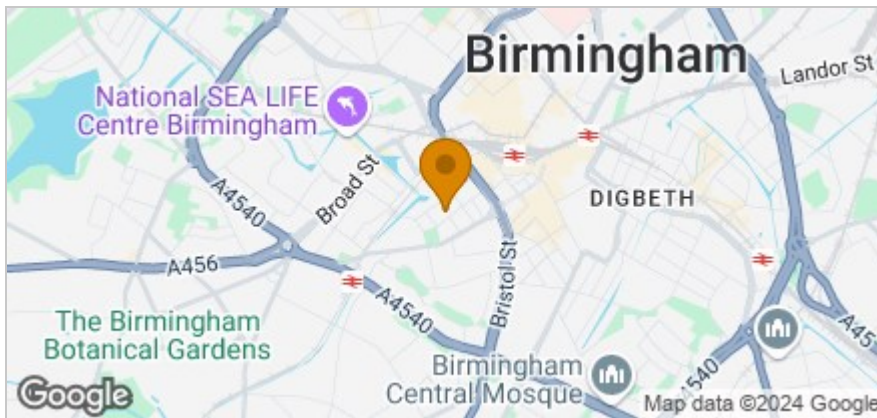 Birmingham
Landor St
National SEA LIFE
Centre Birmingham
Broad St
A4540
DIGBETH
A456
Bristol St
A4540
The Birmingham
Botanical Gardens
A4540
A45
Birmingham
Central Mosque
Google
Map data ©2024 Google